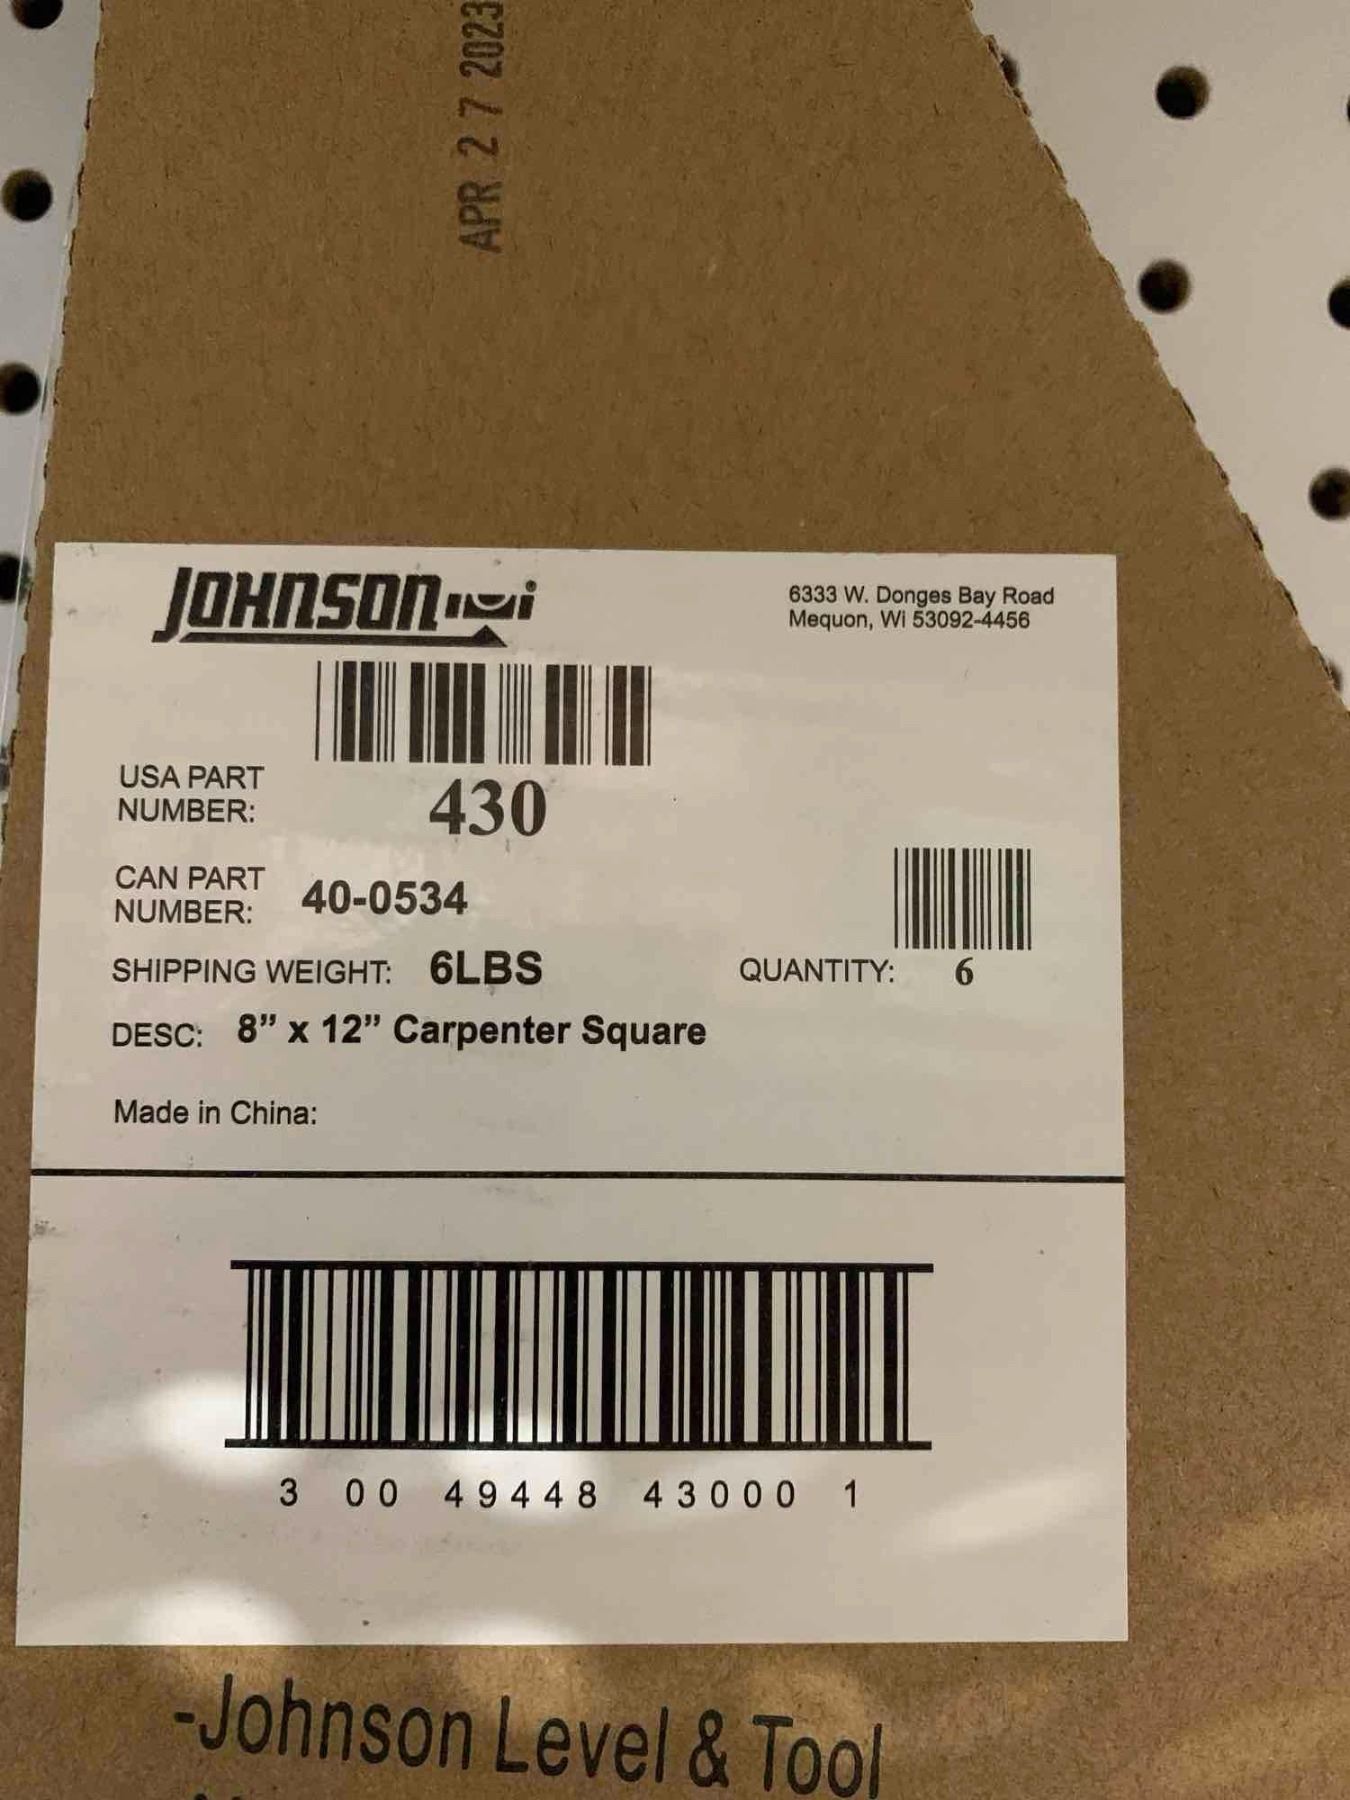 APR 27 2023
JOHNSON
6333 W. Donges Bay Road
Mequon, Wi 53092-4456
USA PART
NUMBER:
430
CAN PART
NUMBER:
40-0534
SHIPPING WEIGHT: 6LBS
QUANTITY: 6
DESC: 8” x 12” Carpenter Square
Made in China:
3 00 49448 43000 1
-Johnson Level & Tool